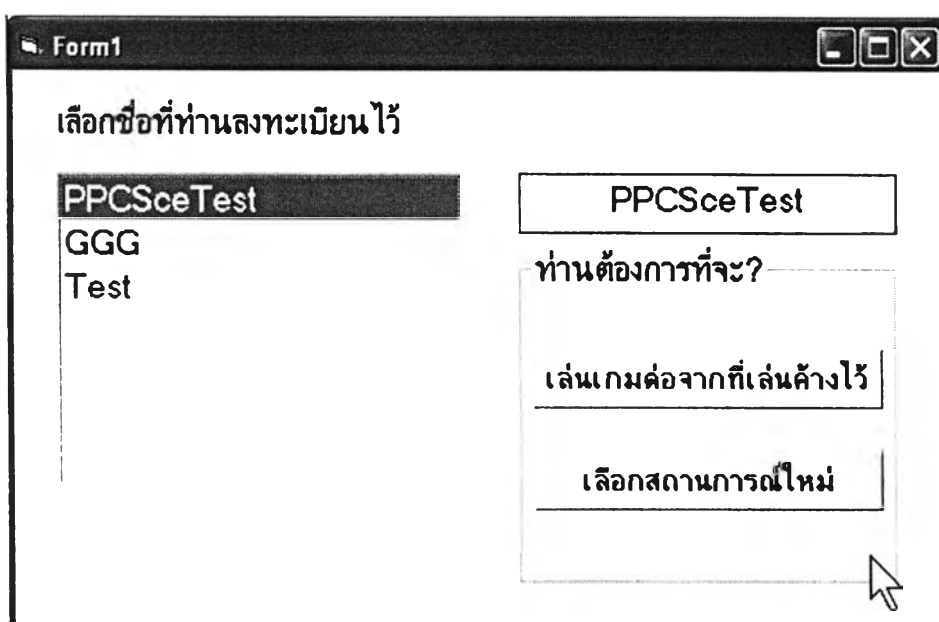 Form1
เลือกชื่อที่ท่านลงทะเบียนไว้
PPCSceTest
GGG
Test
PPCSceTest
ท่านต้องการที่จะ?
เล่นเกมต่อจากที่เล่นค้างไว้
เลือกสถานการณ์ใหม่